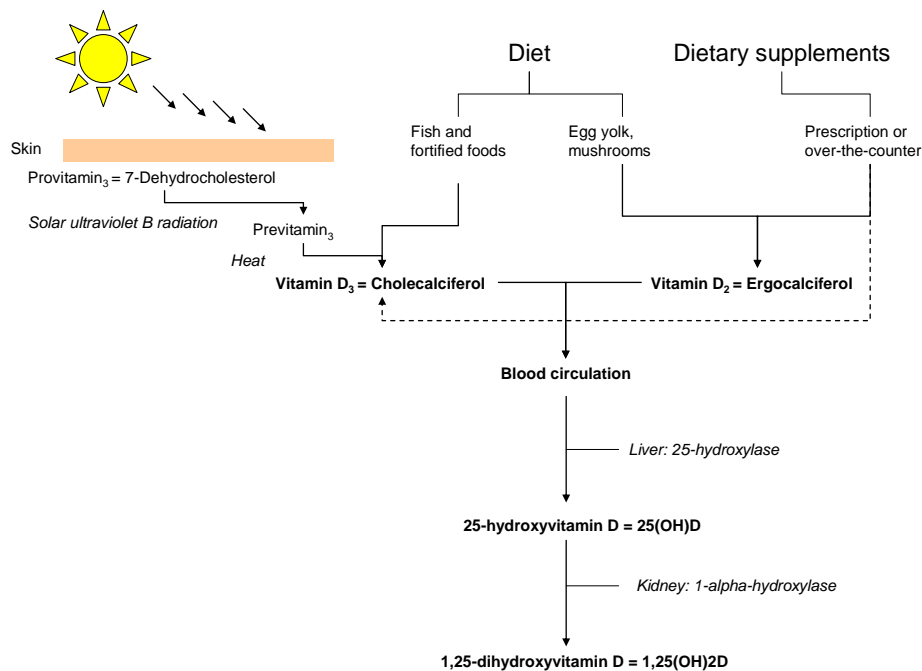 Diet
Dietary supplements
Fish and
fortified foods
Egg yolk,
mushrooms
Prescription or
over-the-counter
Skin
Provitamin₃ = 7-Dehydrocholesterol
Solar ultraviolet B radiation
Previtamin₃
Heat
Vitamin D₃ = Cholecalciferol
Vitamin D₂ = Ergocalciferol
Blood circulation
Liver: 25-hydroxylase
25-hydroxyvitamin D = 25(OH)D
Kidney: 1-alpha-hydroxylase
1,25-dihydroxyvitamin D = 1,25(OH)2D